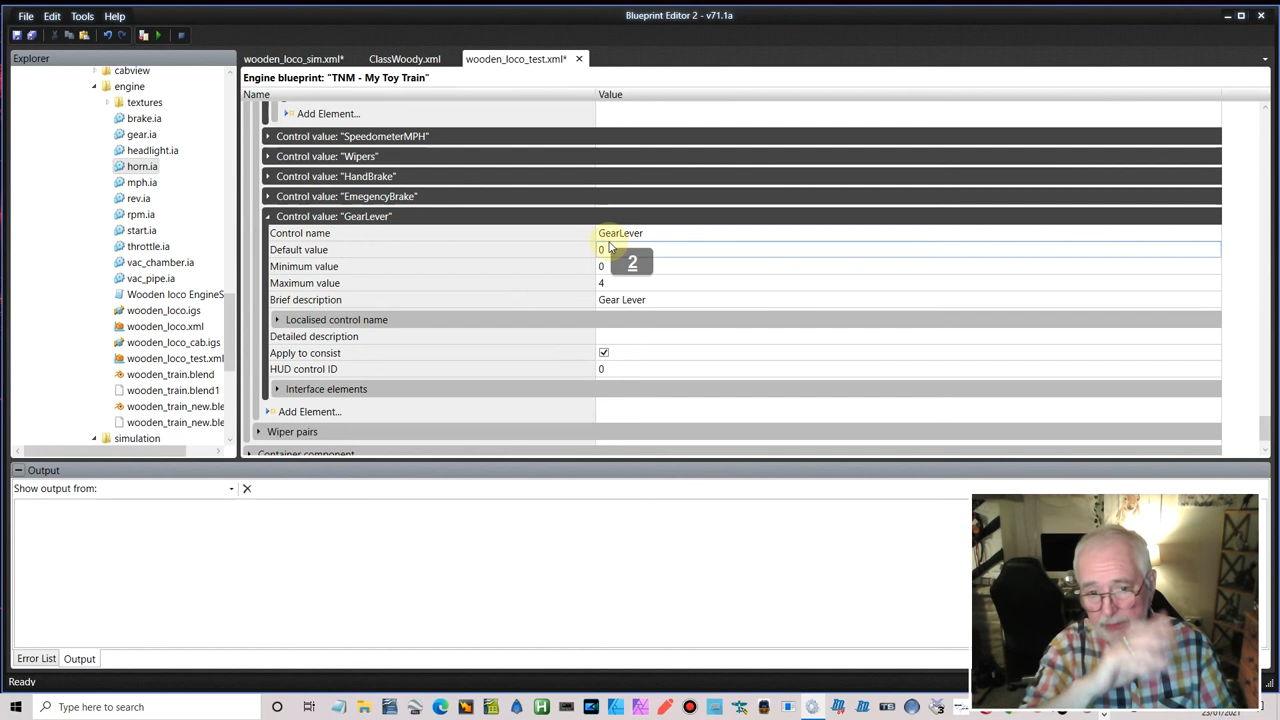 File Edit Tools Help
Blueprint Editor 2 - v71.1a
Explorer
wooden_loco_sim.xml* ClassWoody.xml wooden_loco_test.xml*
Engine blueprint: "TNM - My Toy Train"
Name Value
cabview
engine
textures
brake.ia
gear.ia
headlight.ia
horn.ia
mph.ia
rev.ia
rpm.ia
start.ia
throttle.ia
vac_chamber.ia
vac_pipe.ia
Wooden loco EngineS
wooden_loco.igs
wooden_loco.xml
wooden_loco_cab.igs
wooden_loco_test.xml
wooden_train.blend
wooden_train.blend1
wooden_train_new.ble
wooden_train_new.ble
simulation
Add Element...
Control value: "SpeedometerMPH"
Control value: "Wipers"
Control value: "HandBrake"
Control value: "EmegencyBrake"
Control value: "GearLever"
Control name GearLever
Default value 0
Minimum value 0
2
Maximum value 4
Brief description Gear Lever
Localised control name
Detailed description
Apply to consist
HUD control ID 0
Interface elements
Add Element...
Wiper pairs
Container component
Output
Show output from:
Error List Output
Ready
Type here to search
23/01/2021